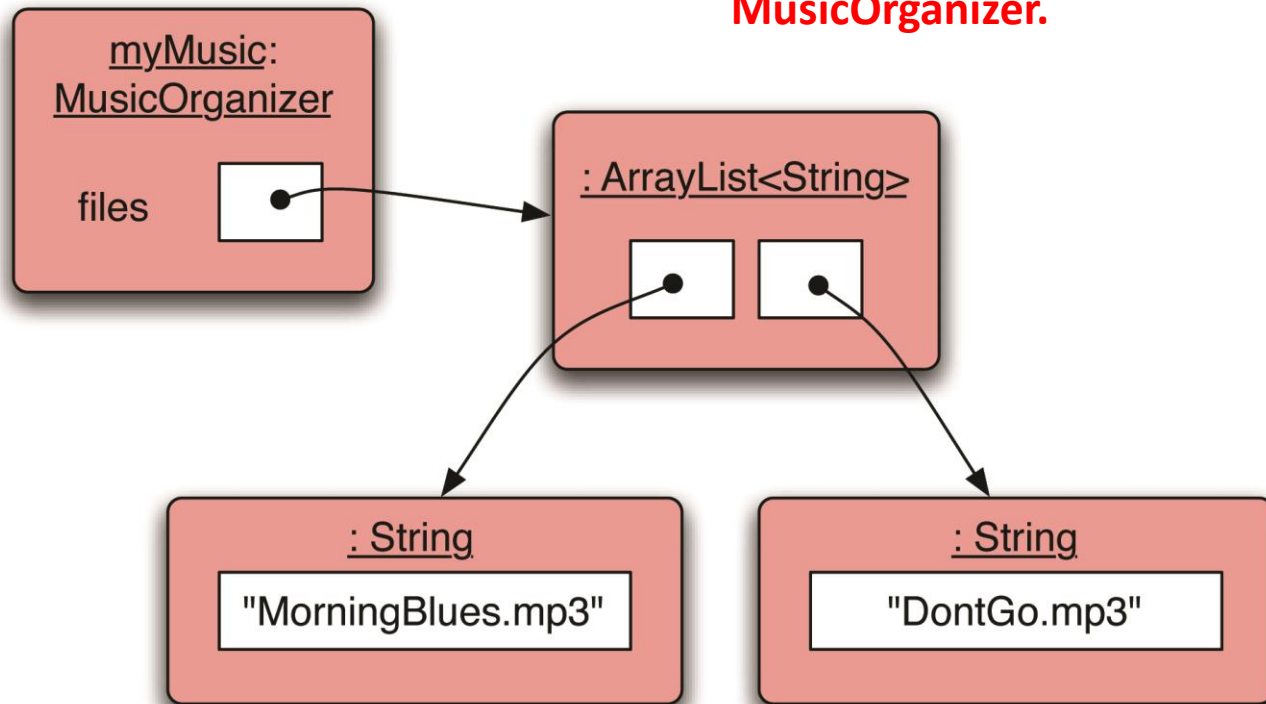 MusicOrganizer.
myMusic:
MusicOrganizer
files
: ArrayList<String>
: String
"MorningBlues.mp3"
: String
"DontGo.mp3"